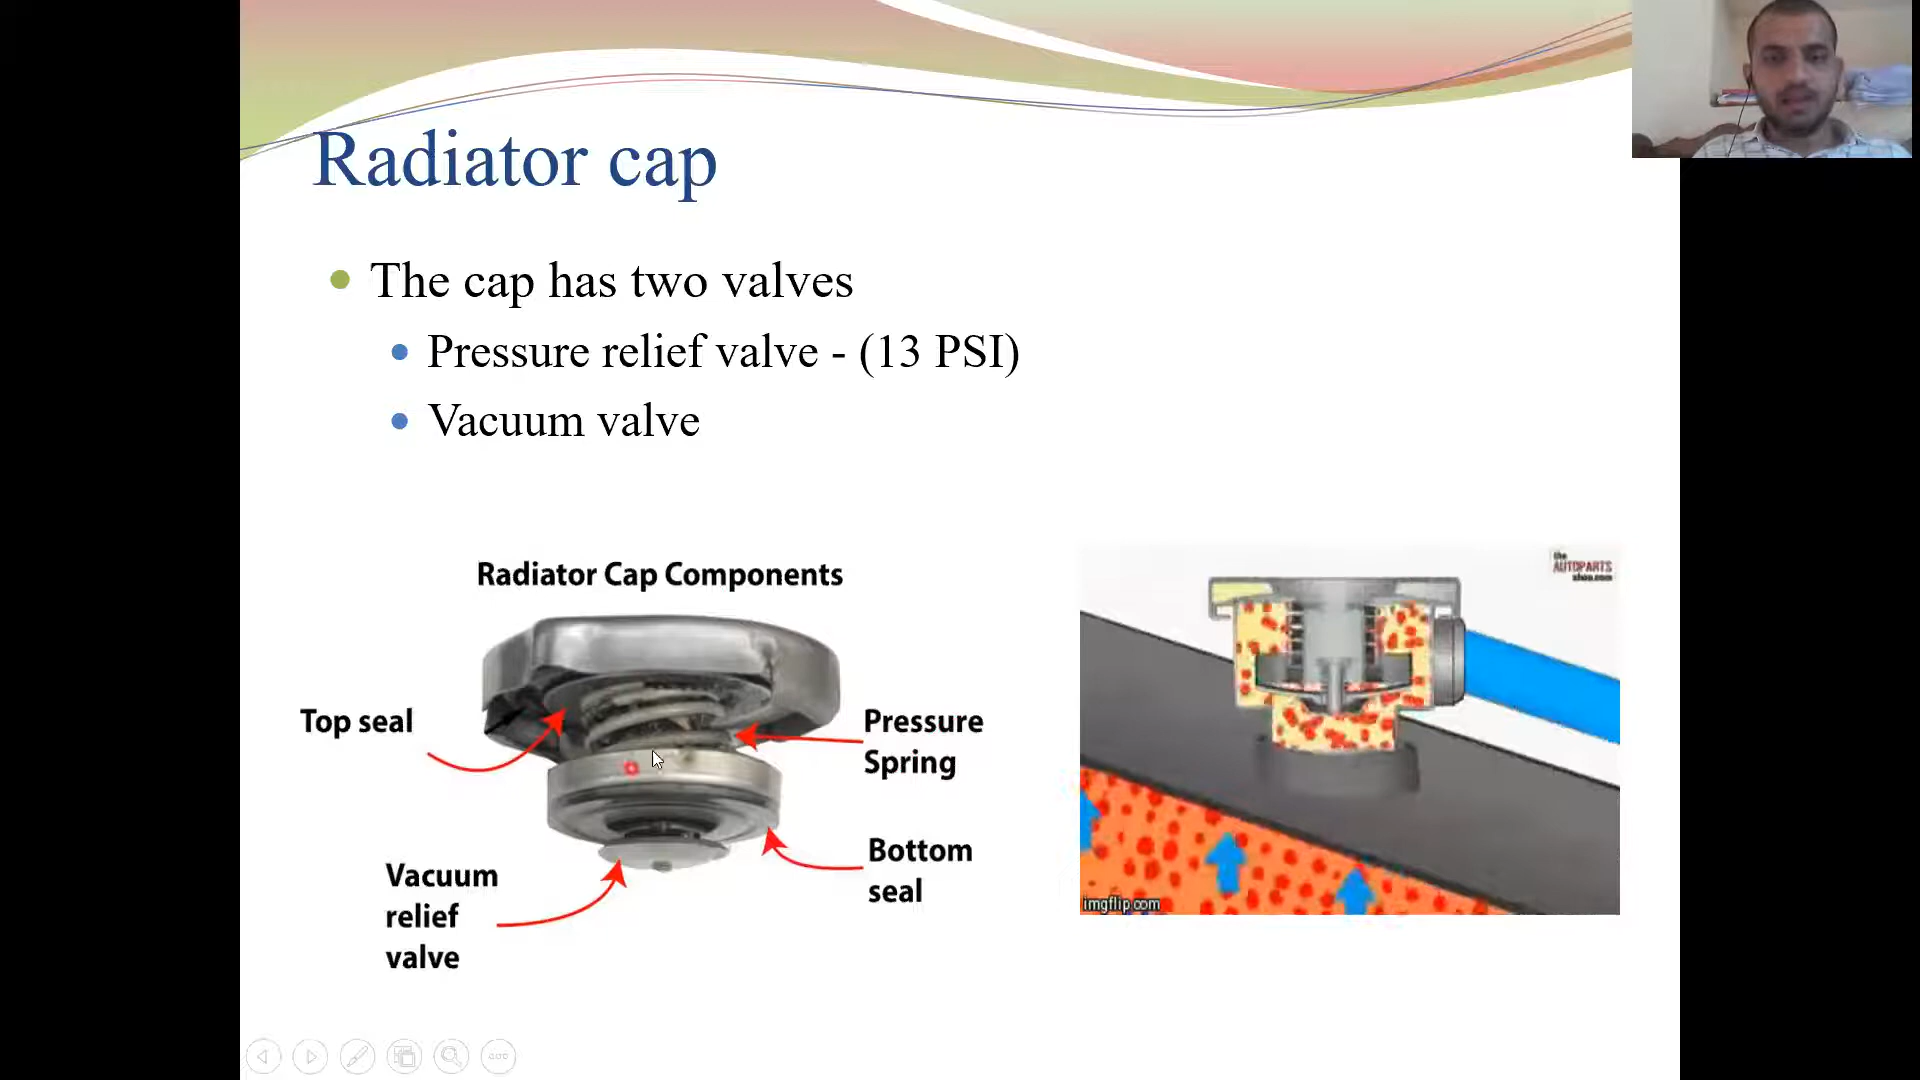 Radiator cap
The cap has two valves
Pressure relief valve - (13 PSI)
Vacuum valve
Radiator Cap Components
Top seal
Pressure
Spring
Bottom
seal
Vacuum
relief
valve
the
AUTOPARTS
shop.com
imgflip.com